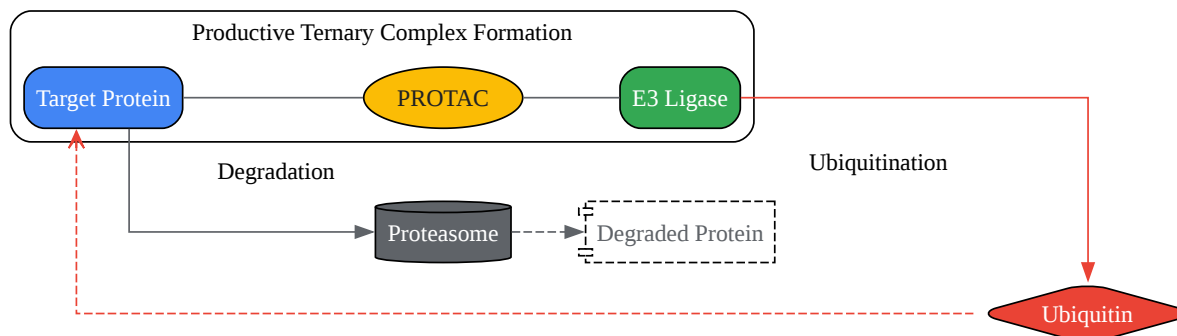 Productive Ternary Complex Formation
Target Protein
PROTAC
E3 Ligase
Degradation
Ubiquitination
Proteasome
Degraded Protein
Ubiquitin